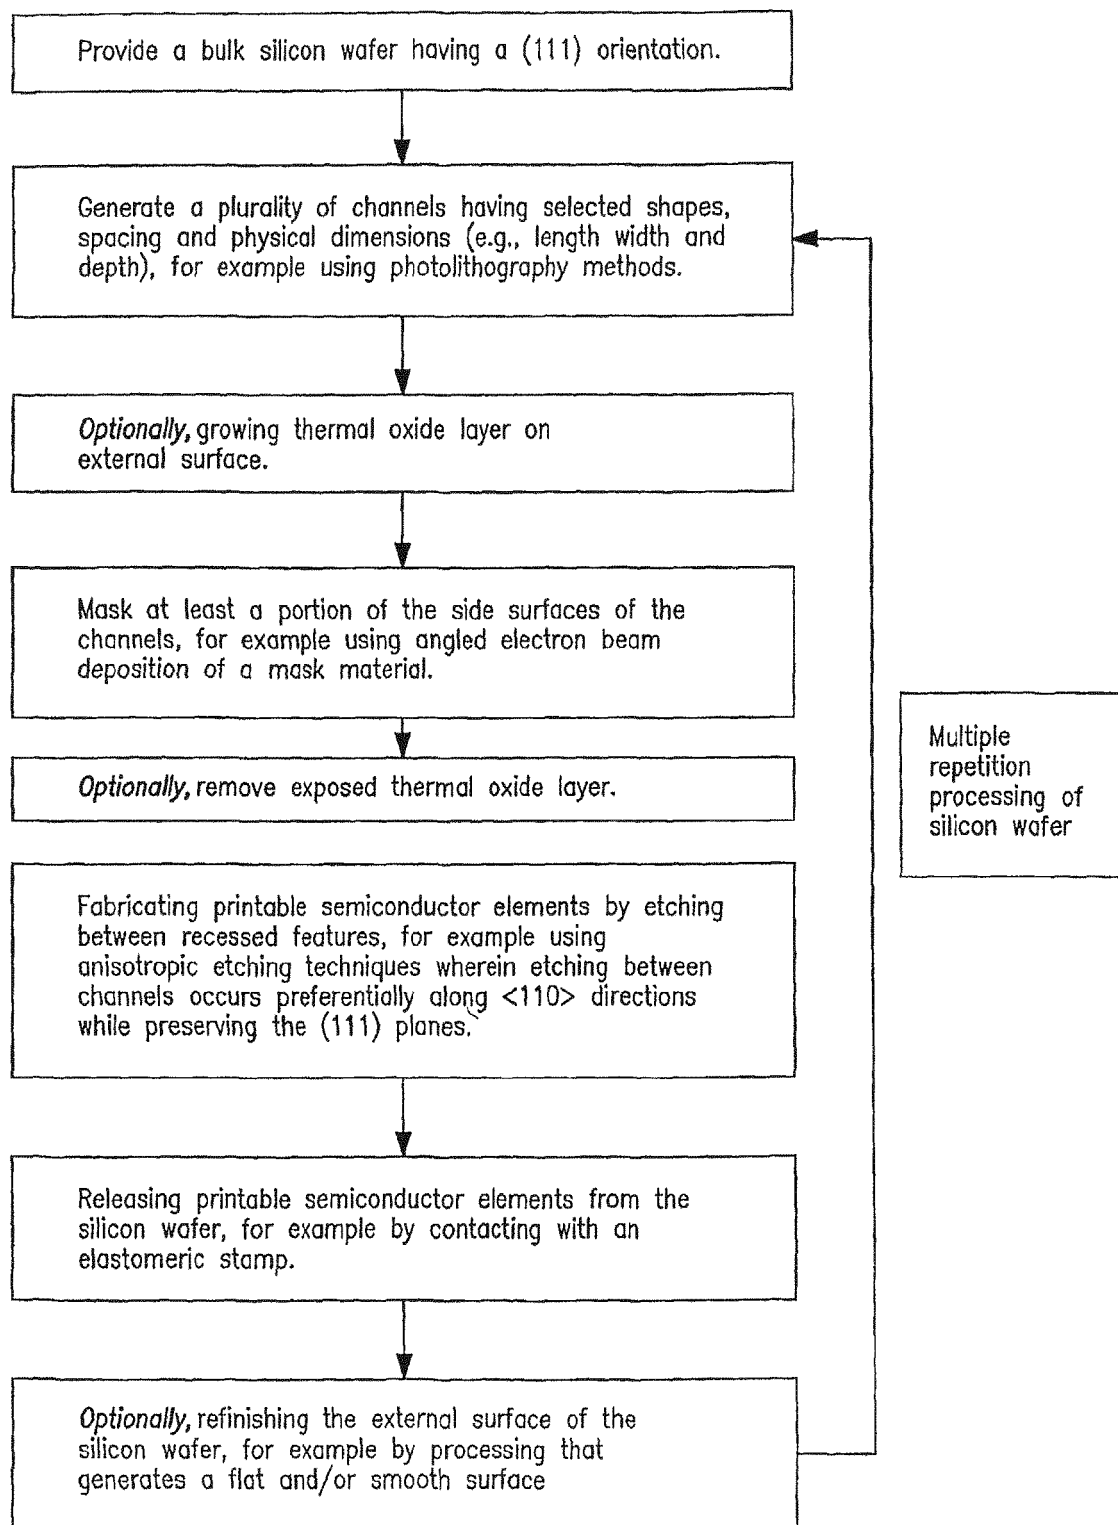 Provide a bulk silicon wafer having a (111) orientation.
Generate a plurality of channels having selected shapes,
spacing and physical dimensions (e.g., length width and
depth), for example using photolithography methods.
Optionally, growing thermal oxide layer on
external surface.
Mask at least a portion of the side surfaces of the
channels, for example using angled electron beam
deposition of a mask material.
Optionally, remove exposed thermal oxide layer.
Fabricating printable semiconductor elements by etching
between recessed features, for example using
anisotropic etching techniques wherein etching between
channels occurs preferentially along <110> directions
while preserving the (111) planes.
Releasing printable semiconductor elements from the
silicon wafer, for example by contacting with an
elastomeric stamp.
Optionally, refinishing the external surface of the
silicon wafer, for example by processing that
generates a flat and/or smooth surface
Multiple
repetition
processing of
silicon wafer